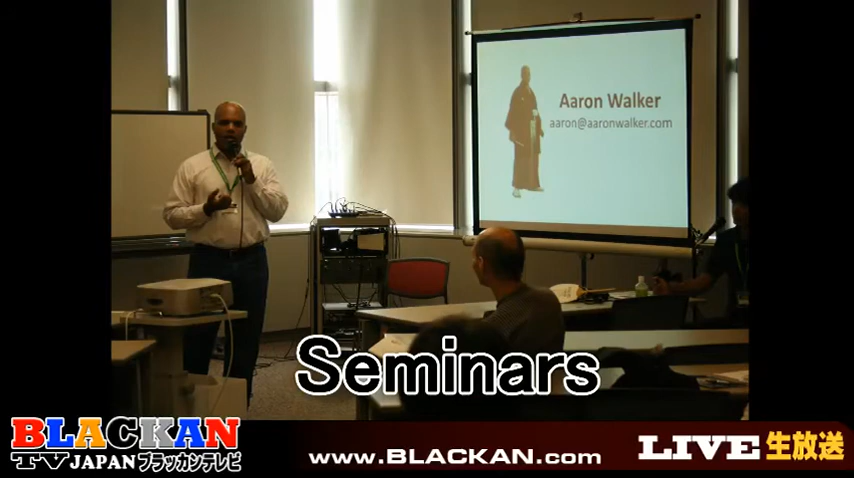 Aaron Walker
aaron@aaronwalker.com
Seminars
BLACKAN
TV JAPAN ブラッカンテレビ
www.BLACKAN.com
LIVE 生放送